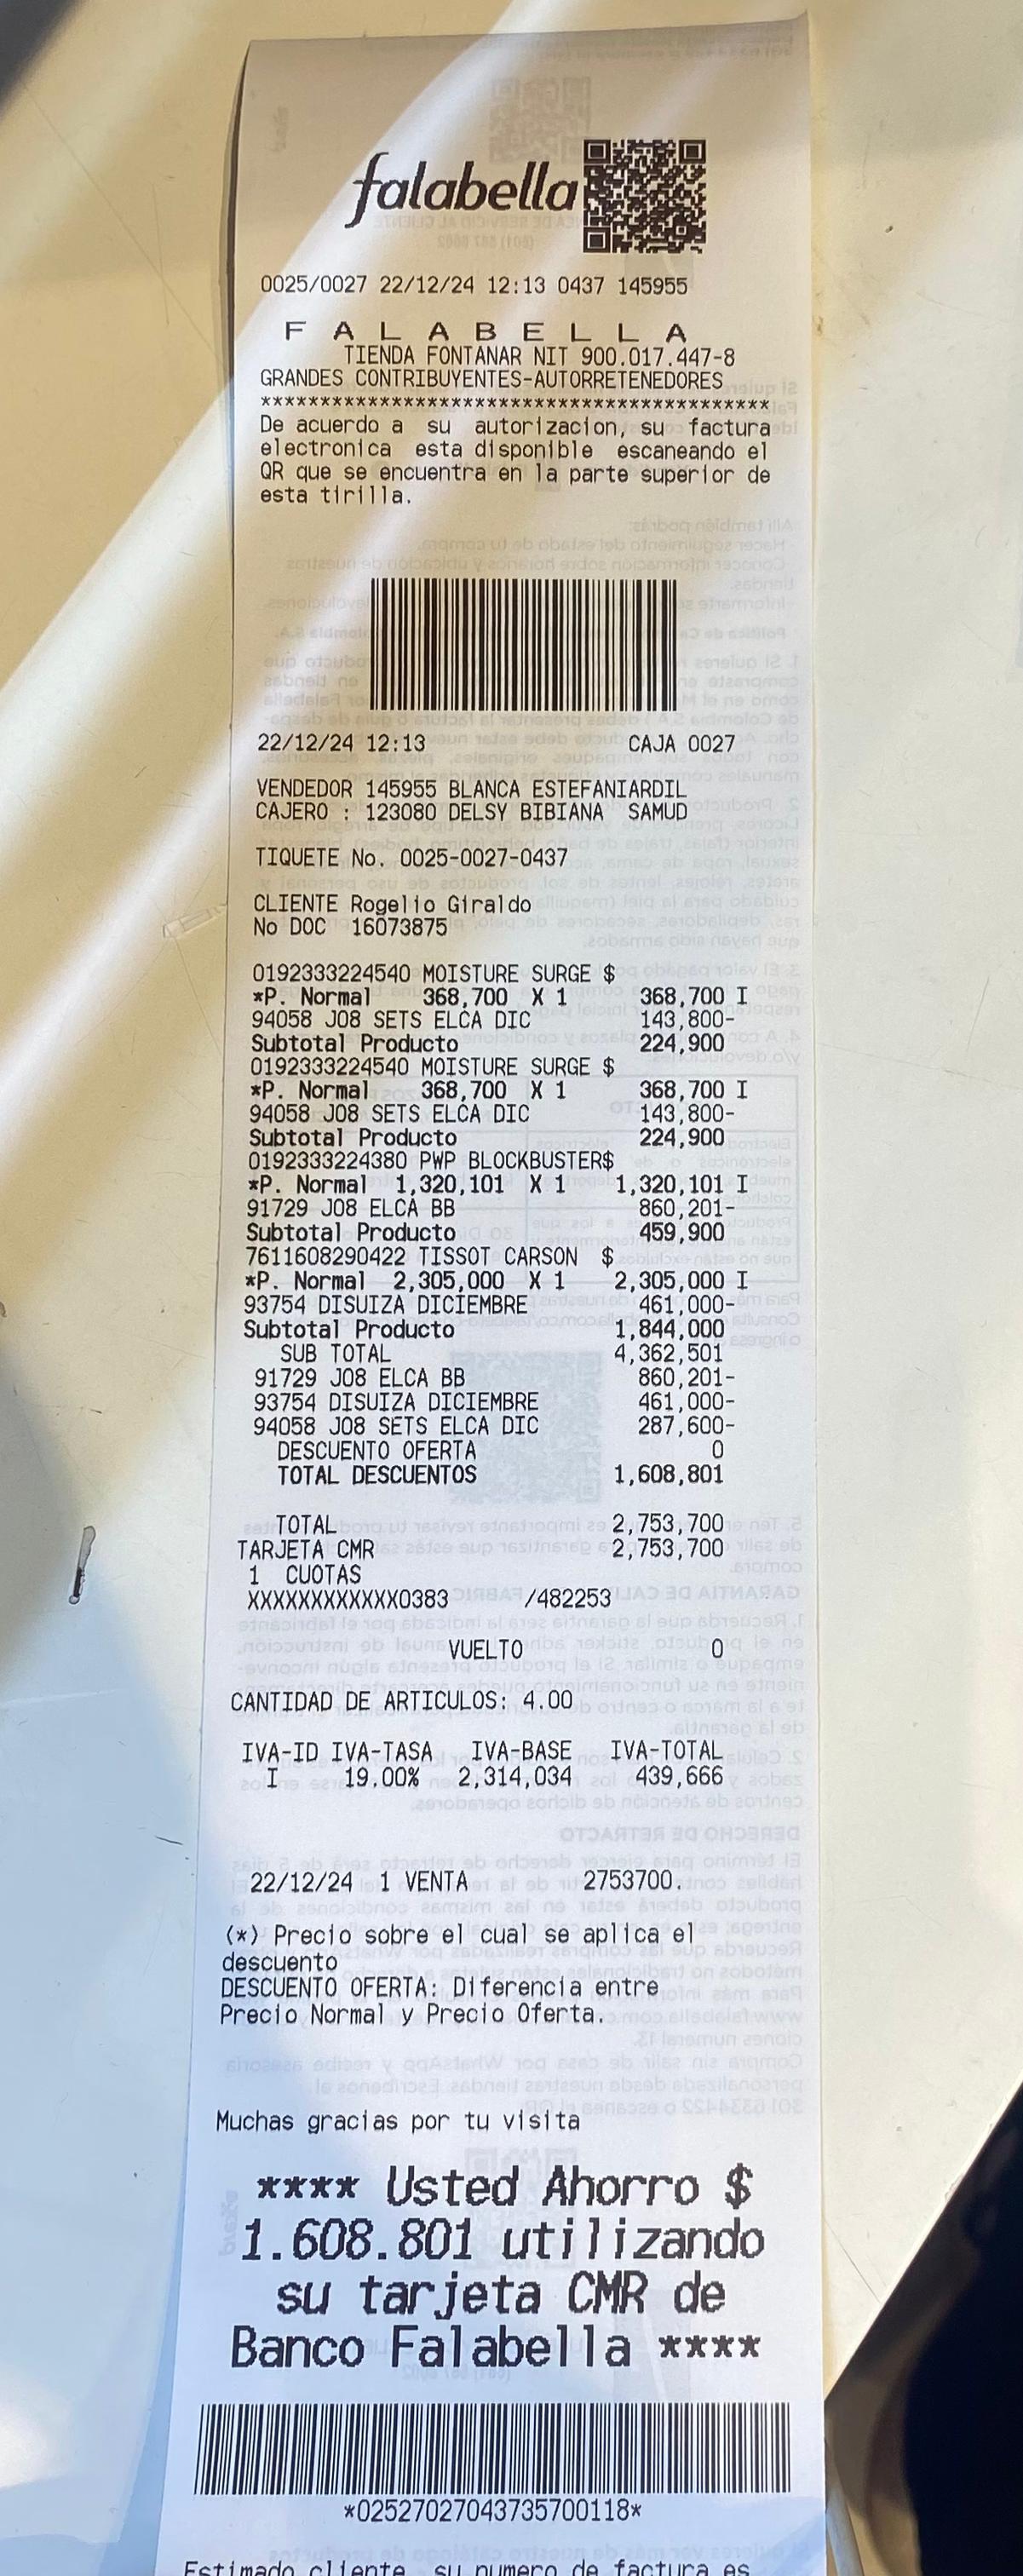 falabella
0025/0027 22/12/24 12:13 0437 145955
F A L A B E L L A
TIENDA FONTANAR NIT 900.017.447-8
GRANDES CONTRIBUYENTES-AUTORRETENEDORES
*******************************************
De acuerdo a su autorizacion, su factura
electronica esta disponible escaneando el
QR que se encuentra en la parte superior de
esta tirilla.
22/12/24 12:13 CAJA 0027
VENDEDOR 145955 BLANCA ESTEFANIARDIL
CAJERO : 123080 DELSY BIBIANA SAMUD
TIQUETE No. 0025-0027-0437
CLIENTE Rogelio Giraldo
No DOC 16073875
0192333224540 MOISTURE SURGE $
*P. Normal 368,700 X 1 368,700 I
94058 J08 SETS ELCA DIC 143,800-
Subtotal Producto 224,900
0192333224540 MOISTURE SURGE $
*P. Normal 368,700 X 1 368,700 I
94058 J08 SETS ELCA DIC 143,800-
Subtotal Producto 224,900
0192333224380 PWP BLOCKBUSTER$
*P. Normal 1,320,101 X 1 1,320,101 I
91729 J08 ELCA BB 860,201-
Subtotal Producto 459,900
7611608290422 TISSOT CARSON $
*P. Normal 2,305,000 X 1 2,305,000 I
93754 DISUIZA DICIEMBRE 461,000-
Subtotal Producto 1,844,000
SUB TOTAL 4,362,501
91729 J08 ELCA BB 860,201-
93754 DISUIZA DICIEMBRE 461,000-
94058 J08 SETS ELCA DIC 287,600-
DESCUENTO OFERTA 0
TOTAL DESCUENTOS 1,608,801
TOTAL 2,753,700
TARJETA CMR 2,753,700
1 CUOTAS
XXXXXXXXXXXX0383 /482253
VUELTO 0
CANTIDAD DE ARTICULOS: 4.00
IVA-ID IVA-TASA IVA-BASE IVA-TOTAL
I 19.00% 2,314,034 439,666
22/12/24 1 VENTA 2753700.
(*) Precio sobre el cual se aplica el
descuento
DESCUENTO OFERTA: Diferencia entre
Precio Normal y Precio Oferta.
Muchas gracias por tu visita
**** Usted Ahorro $
1.608.801 utilizando
su tarjeta CMR de
Banco Falabella ****
*02527027043735700118*
Estimado cliente, su numero de factura es